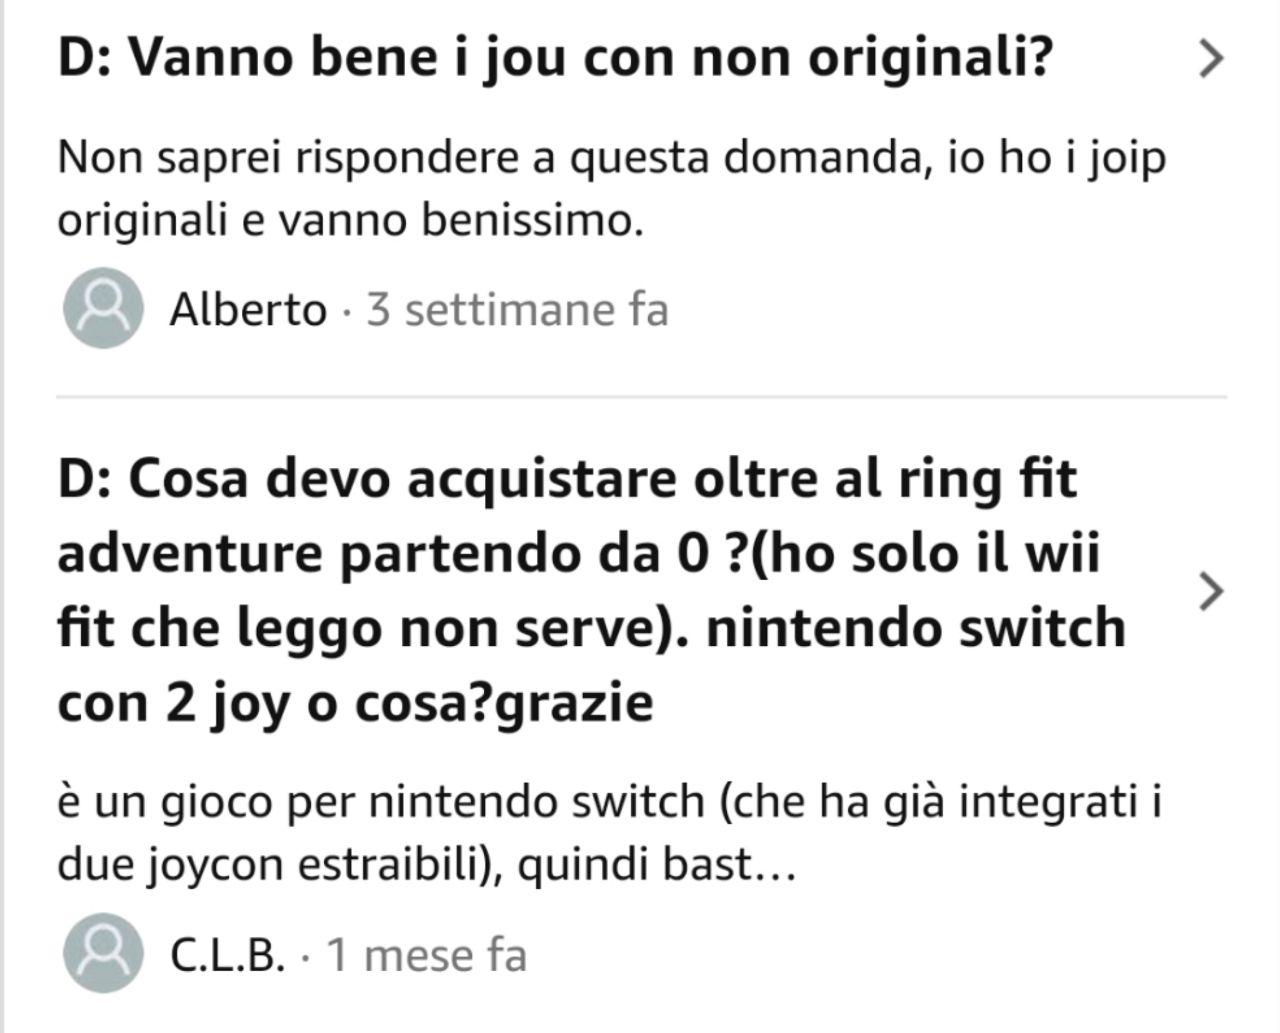 D: Vanno bene i jou con non originali?
Non saprei rispondere a questa domanda, io ho i joip
originali e vanno benissimo.
Alberto · 3 settimane fa
D: Cosa devo acquistare oltre al ring fit
adventure partendo da 0 ?(ho solo il wii
fit che leggo non serve). nintendo switch
con 2 joy o cosa?grazie
è un gioco per nintendo switch (che ha già integrati i
due joycon estraibili), quindi bast...
C.L.B. · 1 mese fa